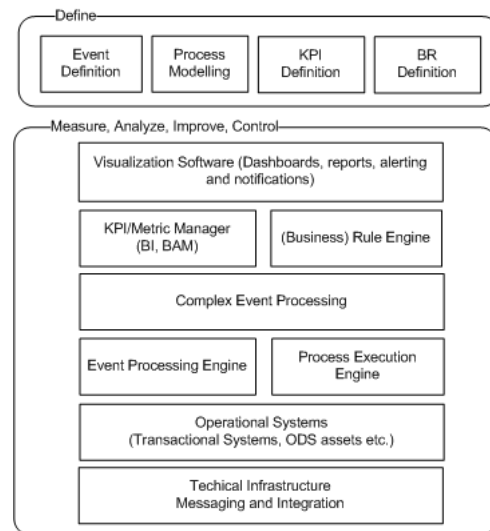 Define
Event
Definition
Process
Modelling
KPI
Definition
BR
Definition
Measure, Analyze, Improve, Control
Visualization Software (Dashboards, reports, alerting
and notifications)
KPI/Metric Manager
(BI, BAM)
(Business) Rule Engine
Complex Event Processing
Event Processing Engine
Process Execution
Engine
Operational Systems
(Transactional Systems, ODS assets etc.)
Techical Infrastructure
Messaging and Integration